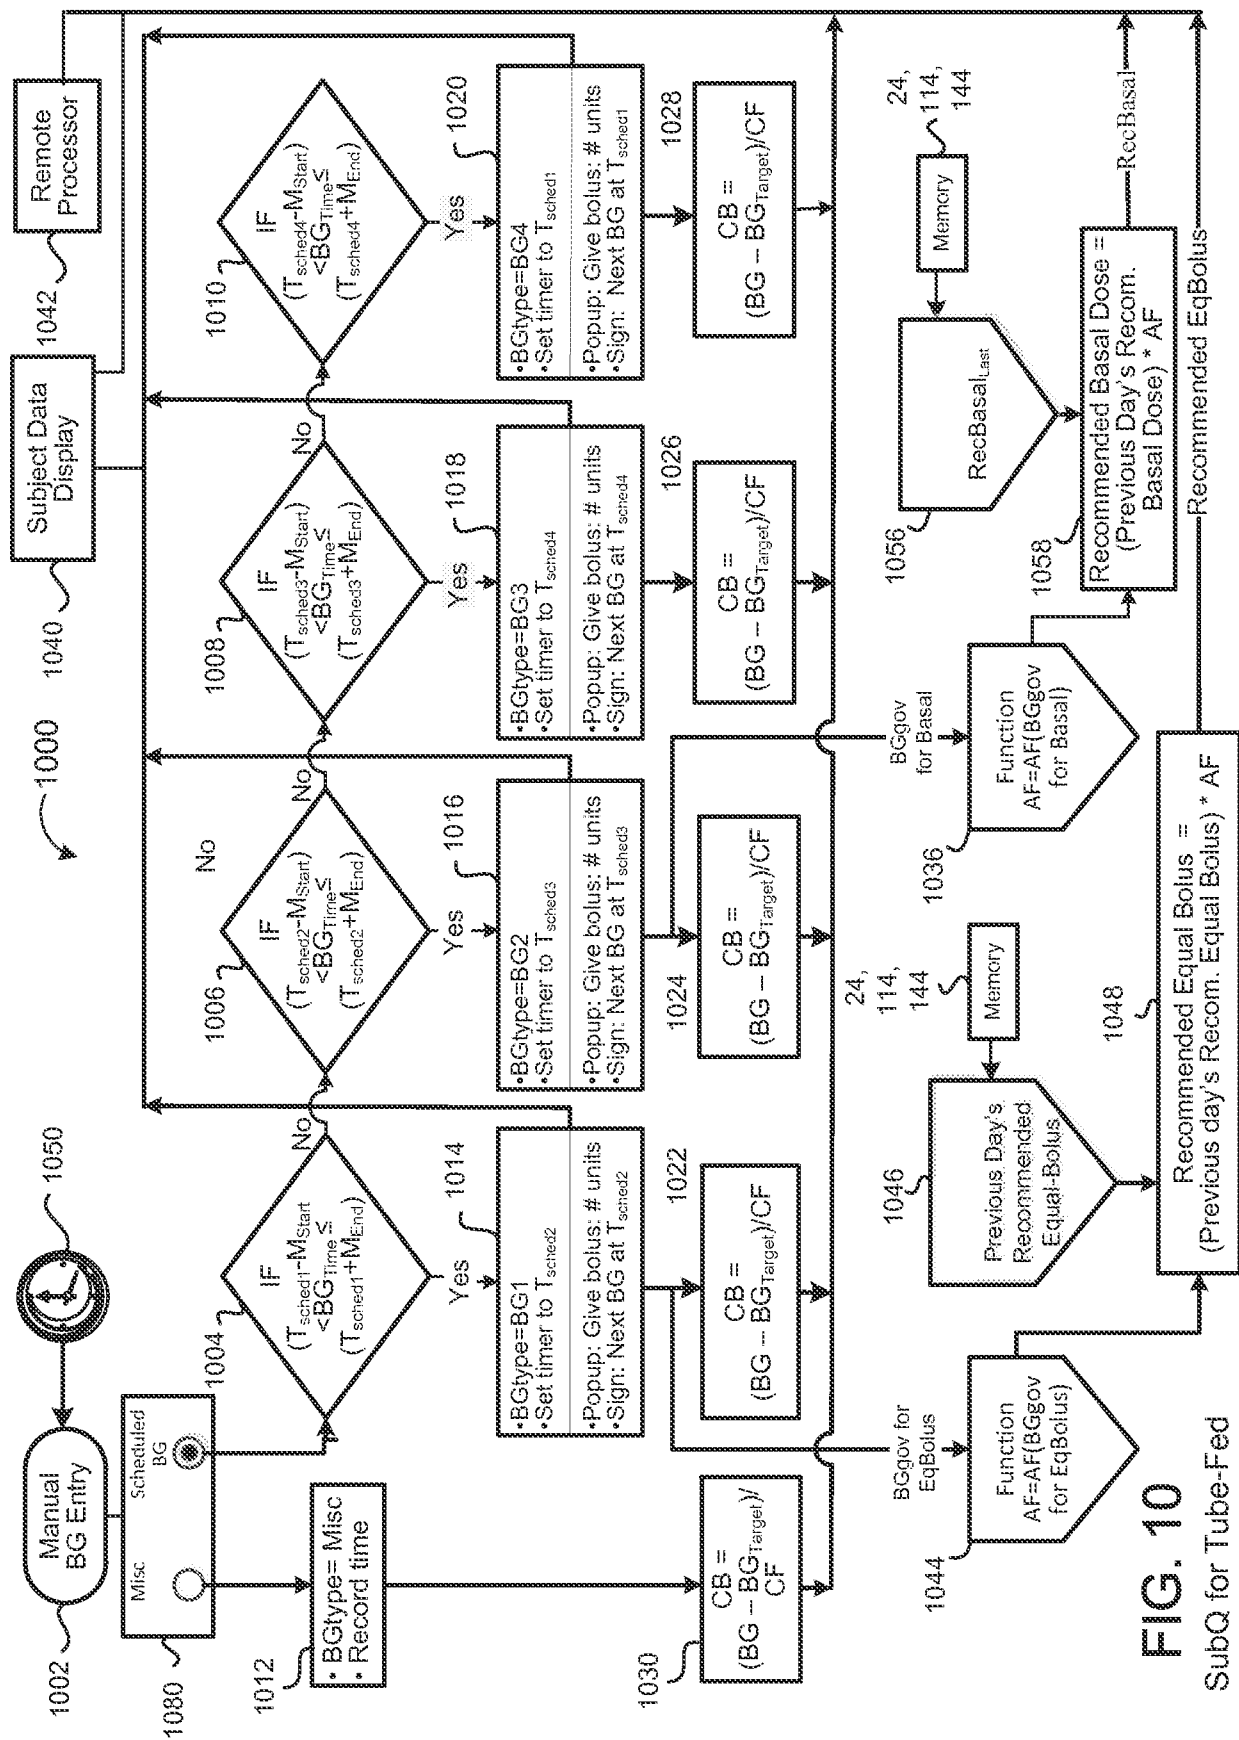 1000
1002
Manual
BG Entry
1050
1080
Misc
Scheduled
BG
1040
Subject Data
Display
1042
Remote
Processor
1004
IF
(Tsched1-MStart
<BGTime≤
(Tsched1+MEnd)
No
1006
IF
(Tsched2-MStart)
<BGTime≤
(Tsched2+MEnd)
No
No
1008
IF
(Tsched3-MStart)
<BGTime≤
(Tsched3+MEnd)
No
1010
IF
(Tsched4-MStart)
<BGTime≤
(Tsched4+MEnd)
Yes
Yes
Yes
Yes
1012
• BGtype= Misc
• Record time
1014
•BGtype=BG1
•Set timer to Tsched2
•Popup: Give bolus: # units
•Sign: Next BG at Tsched2
1016
•BGtype=BG2
•Set timer to Tsched3
•Popup: Give bolus: # units
•Sign: Next BG at Tsched3
1018
•BGtype=BG3
•Set timer to Tsched4
•Popup: Give bolus: # units
•Sign: Next BG at Tsched4
1020
•BGtype=BG4
•Set timer to Tsched1
•Popup: Give bolus: # units
•Sign: Next BG at Tsched1
1030
CB =
(BG – BGTarget)/
CF
1022
CB =
(BG – BGTarget)/CF
1024
CB =
(BG – BGTarget)/CF
1026
CB =
(BG – BGTarget)/CF
1028
CB =
(BG – BGTarget)/CF
BGgov for
EqBolus
1044
Function
AF=AF(BGgov
for EqBolus)
1046
Previous Day's
Recommended
Equal-Bolus
24,
114,
144
Memory
BGgov
for Basal
1036
Function
AF=AF(BGgov
for Basal)
1056
RecBasalLast
24,
114,
144
Memory
1058
Recommended Basal Dose =
(Previous Day's Recom.
Basal Dose) * AF
RecBasal
1048
Recommended Equal Bolus =
(Previous day's Recom. Equal Bolus) * AF
Recommended EqBolus
FIG. 10
SubQ for Tube-Fed